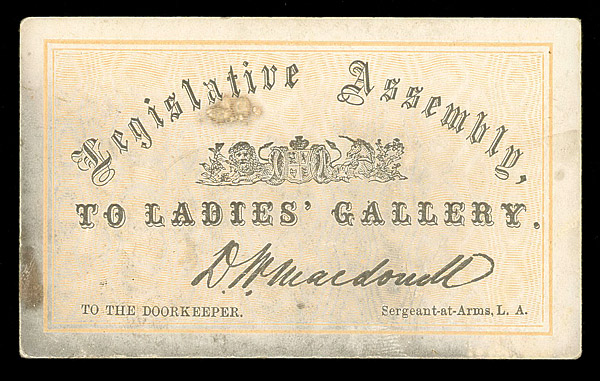 Legislative Assembly,
TO LADIES' GALLERY.
D. W. Macdonell
TO THE DOORKEEPER.
Sergeant-at-Arms, L. A.